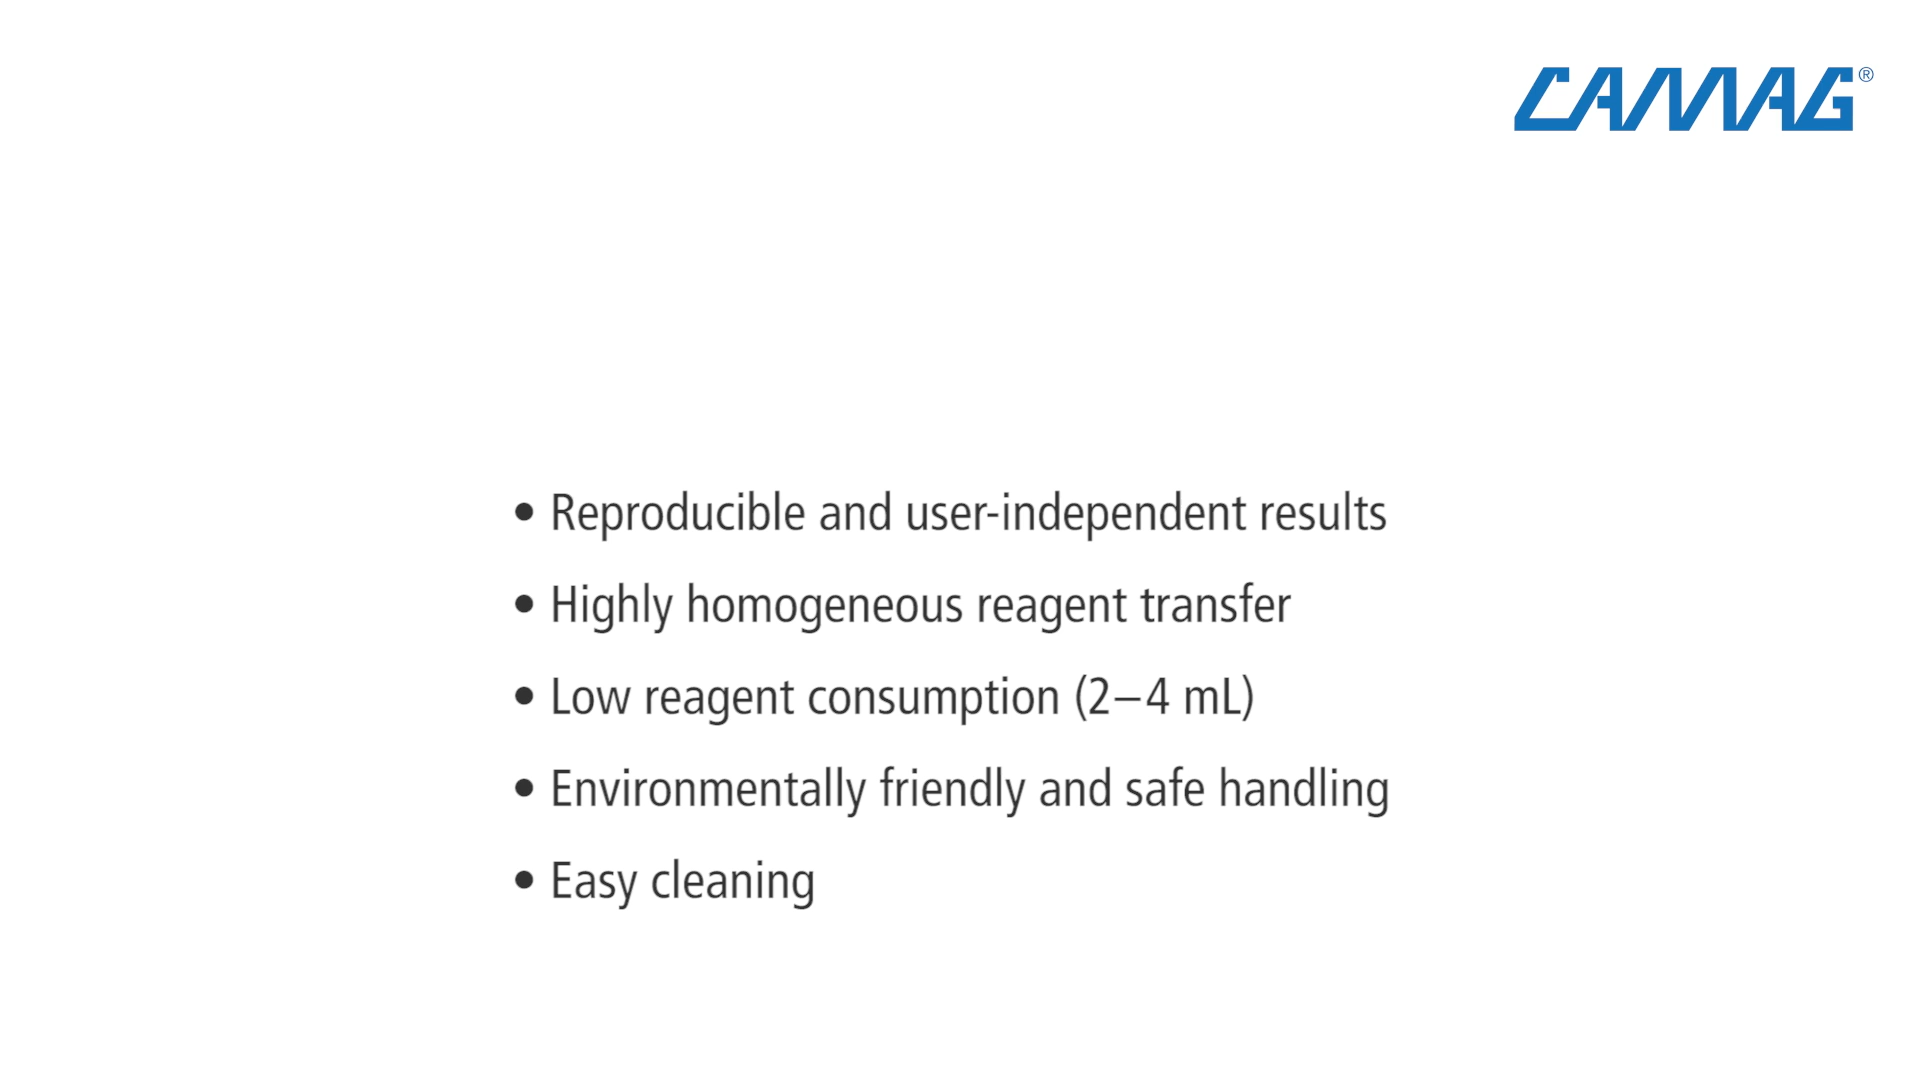 CAMAG®
• Reproducible and user-independent results
• Highly homogeneous reagent transfer
• Low reagent consumption (2–4 mL)
• Environmentally friendly and safe handling
• Easy cleaning